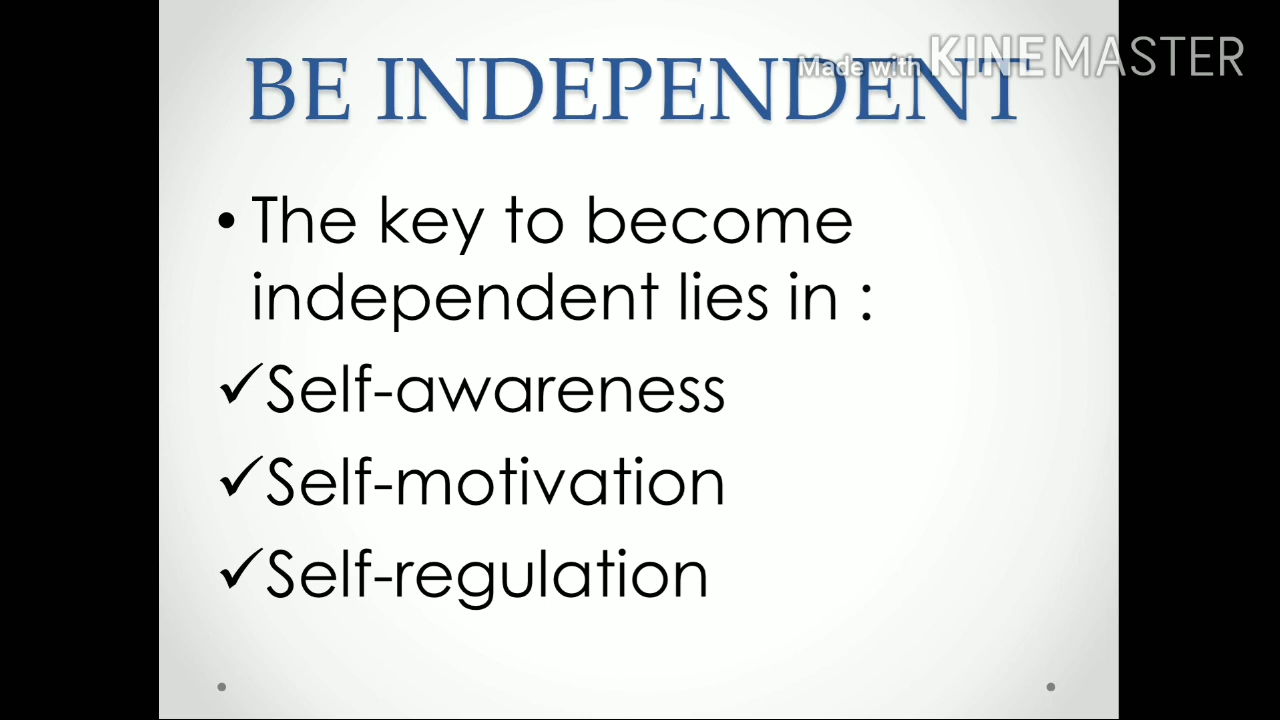 Made with KINEMASTER
BE INDEPENDENT
• The key to become
independent lies in :
✓Self-awareness
✓Self-motivation
✓Self-regulation